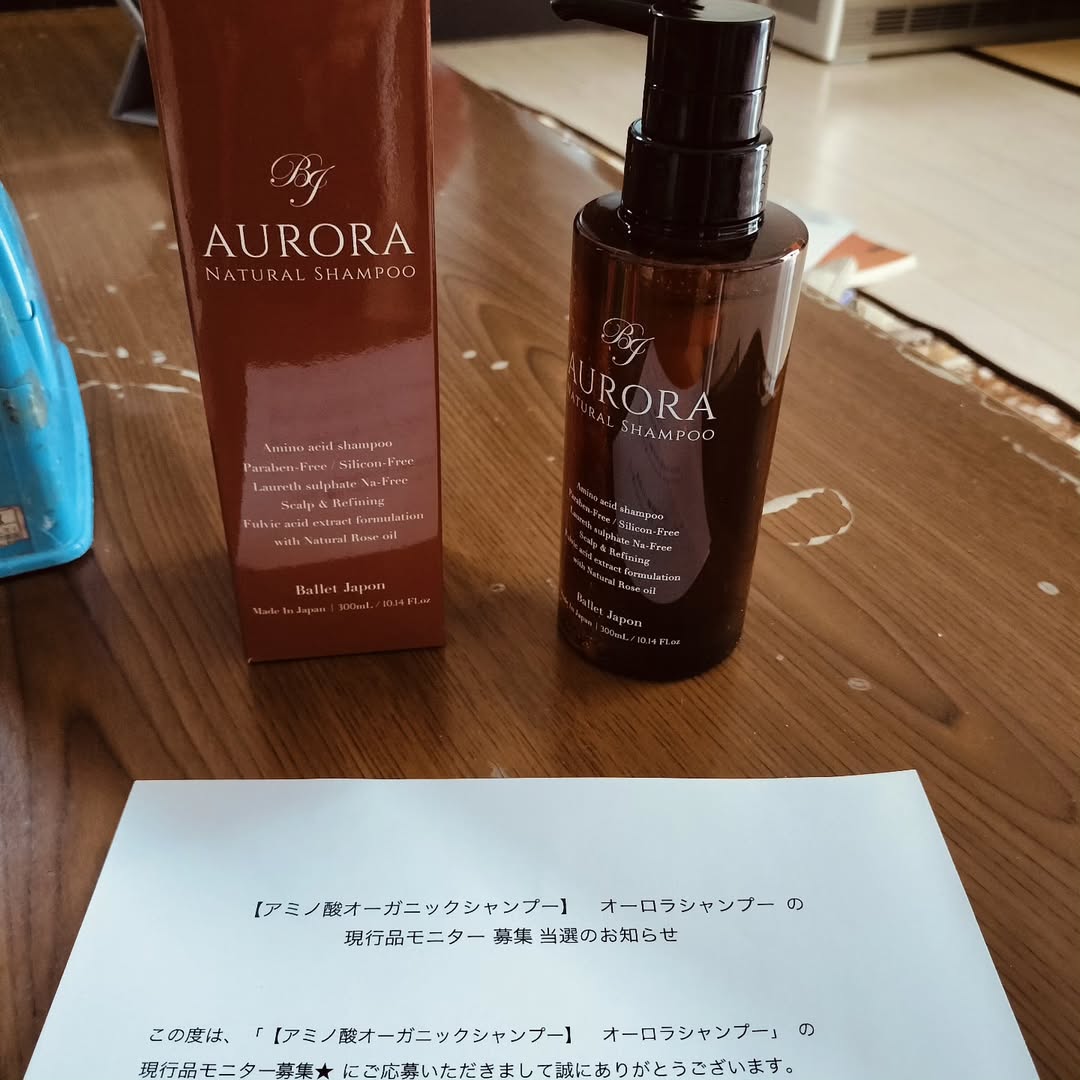 BJ
AURORA
NATURAL SHAMPOO
Amino acid shampoo
Paraben-Free / Silicon-Free
Laureth sulphate Na-Free
Scalp & Refining
Fulvic acid extract formulation
with Natural Rose oil
Ballet Japon
Made In Japan | 300mL / 10.14 Fl.oz
BJ
AURORA
NATURAL SHAMPOO
Amino acid shampoo
Paraben-Free / Silicon-Free
Laureth sulphate Na-Free
Scalp & Refining
Fulvic acid extract formulation
with Natural Rose oil
Ballet Japon
Made In Japan | 300mL / 10.14 Fl.oz
【アミノ酸オーガニックシャンプー】 オーロラシャンプー の
現行品モニター 募集 当選のお知らせ
この度は、「【アミノ酸オーガニックシャンプー】 オーロラシャンプー」 の
現行品モニター募集★ にご応募いただきまして誠にありがとうございます。